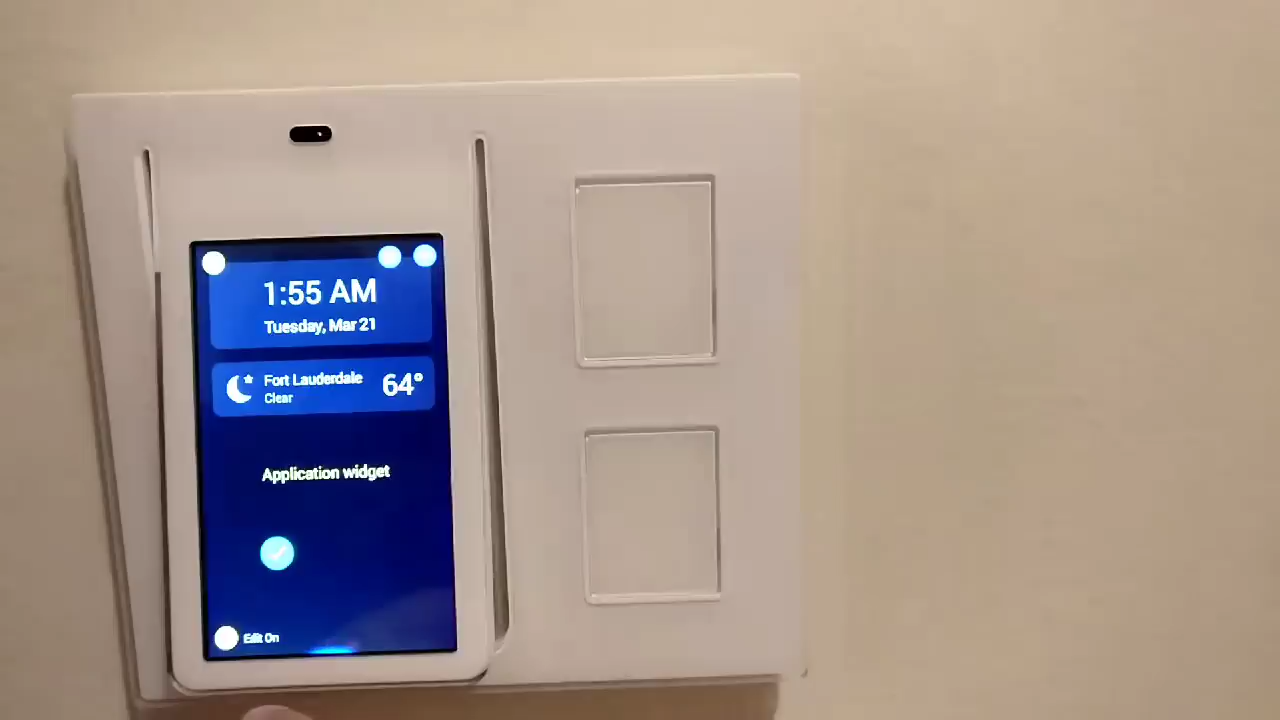 1:55 AM
Tuesday, Mar 21
Fort Lauderdale
Clear
64°
Application widget
Edit On